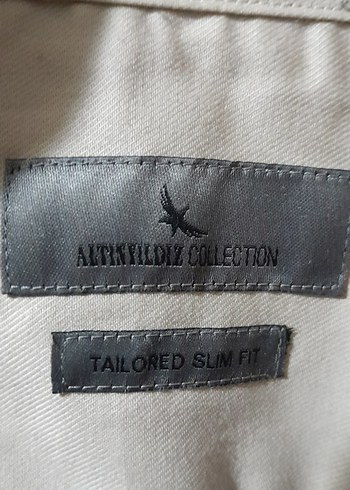 ALTINYILDIZ COLLECTION
TAILORED SLIM FIT